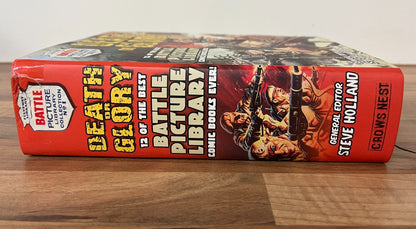 BATTLE
PICTURE
LIBRARY
COLLECTION
Nº1
DEATH
OR
GLORY
12 OF THE BEST
BATTLE
PICTURE
LIBRARY
COMIC BOOKS EVER!
GENERAL EDITOR
STEVE HOLLAND
CROWS NEST